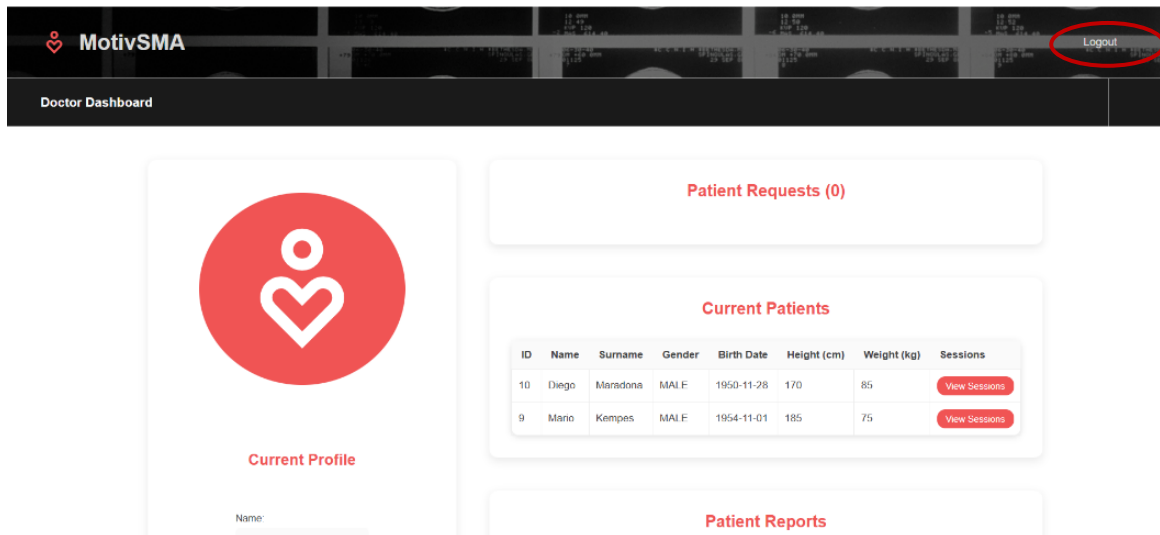 MotivSMA
Logout
Doctor Dashboard
Patient Requests (0)
Current Patients
ID Name Surname Gender Birth Date Height (cm) Weight (kg) Sessions
10 Diego Maradona MALE 1950-11-28 170 85 View Sessions
9 Mario Kempes MALE 1954-11-01 185 75 View Sessions
Current Profile
Name:
Patient Reports